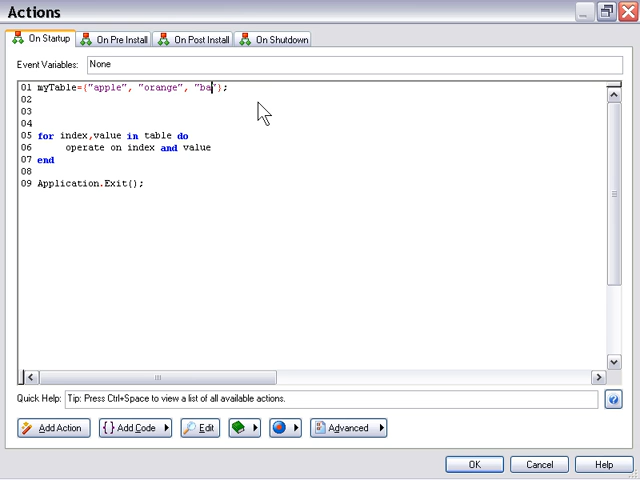 Actions
On Startup
On Pre Install
On Post Install
On Shutdown
Event Variables:
None
01 myTable={"apple", "orange", "ba"};
02
03
04
05 for index,value in table do
06 operate on index and value
07 end
08
09 Application.Exit();
Quick Help:
Tip: Press Ctrl+Space to view a list of all available actions.
Add Action
{} Add Code
Edit
Advanced
OK
Cancel
Help